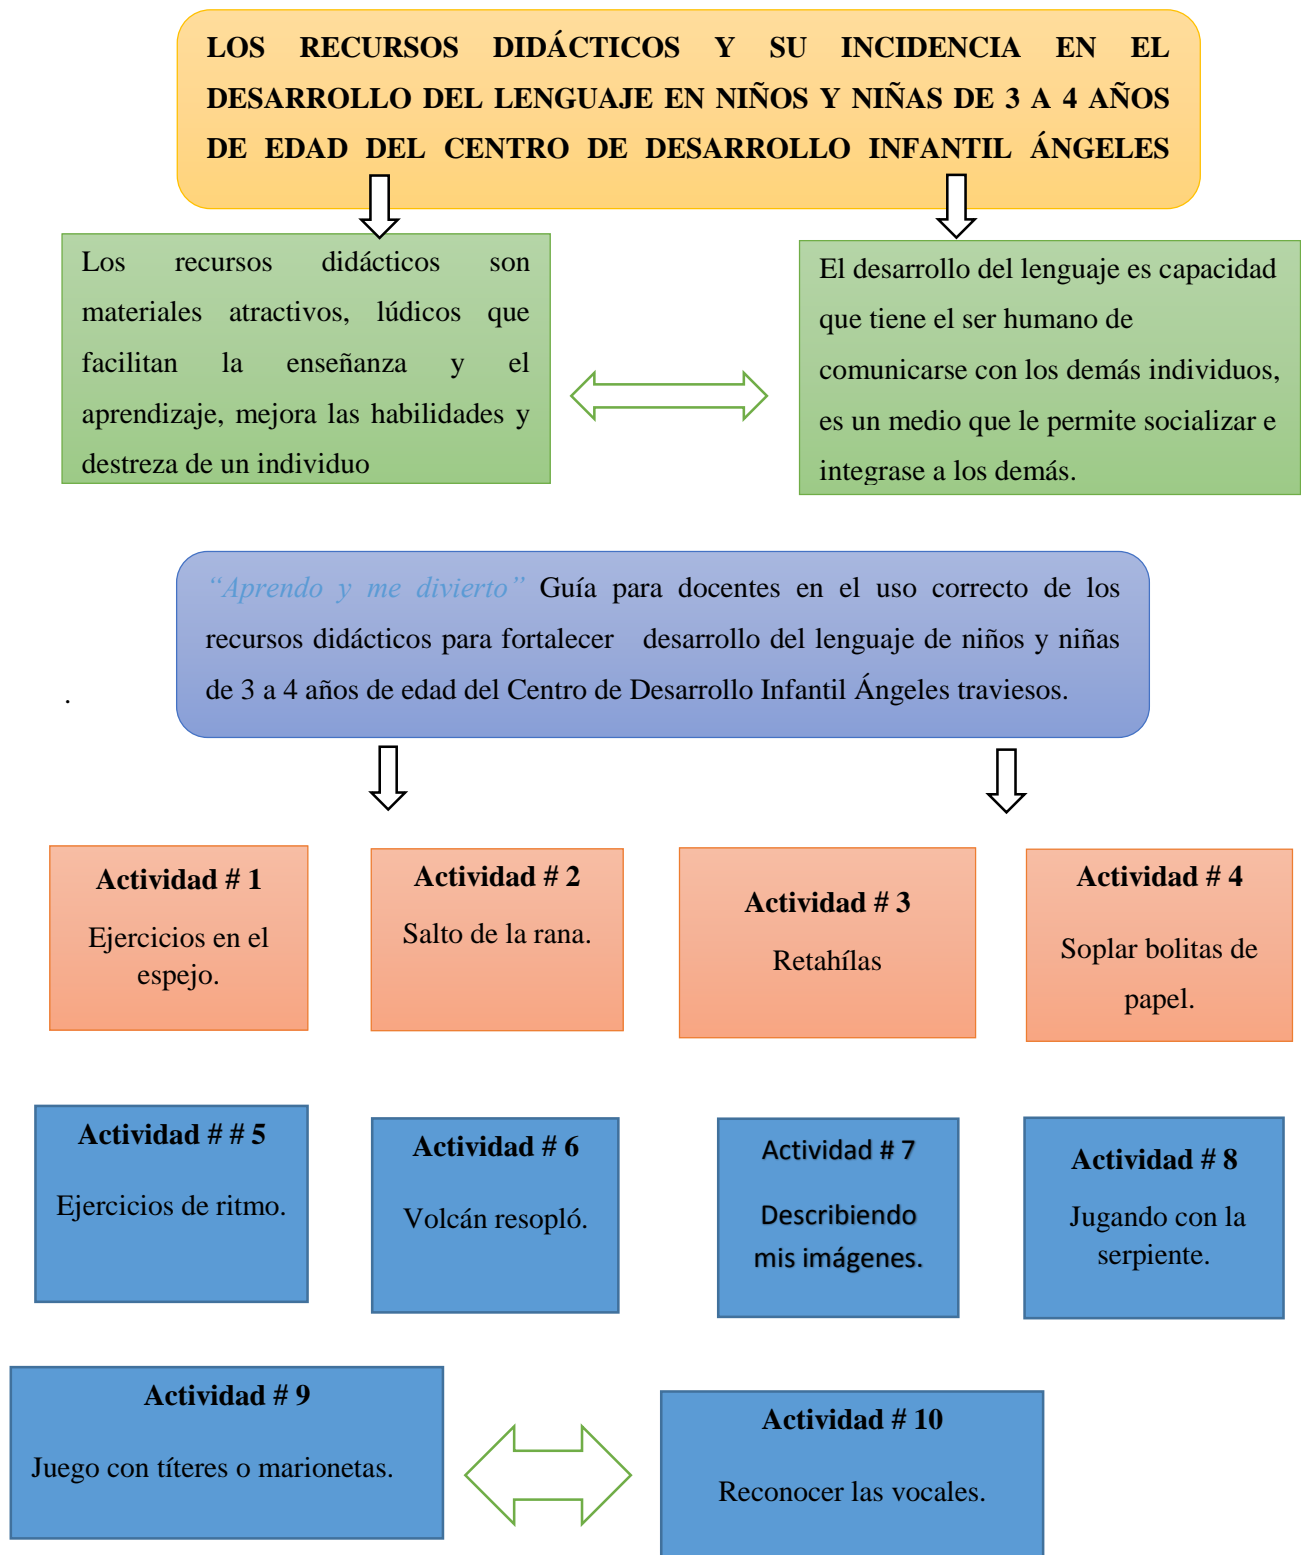 LOS RECURSOS DIDÁCTICOS Y SU INCIDENCIA EN EL
DESARROLLO DEL LENGUAJE EN NIÑOS Y NIÑAS DE 3 A 4 AÑOS
DE EDAD DEL CENTRO DE DESARROLLO INFANTIL ÁNGELES
Los recursos didácticos son
materiales atractivos, lúdicos que
facilitan la enseñanza y el
aprendizaje, mejora las habilidades y
destreza de un individuo
El desarrollo del lenguaje es capacidad
que tiene el ser humano de
comunicarse con los demás individuos,
es un medio que le permite socializar e
integrase a los demás.
“Aprendo y me divierto” Guía para docentes en el uso correcto de los
recursos didácticos para fortalecer desarrollo del lenguaje de niños y niñas
de 3 a 4 años de edad del Centro de Desarrollo Infantil Ángeles traviesos.
.
Actividad # 1
Ejercicios en el
espejo.
Actividad # 2
Salto de la rana.
Actividad # 3
Retahílas
Actividad # 4
Soplar bolitas de
papel.
Actividad # # 5
Ejercicios de ritmo.
Actividad # 6
Volcán resopló.
Actividad # 7
Describiendo
mis imágenes.
Actividad # 8
Jugando con la
serpiente.
Actividad # 9
Juego con títeres o marionetas.
Actividad # 10
Reconocer las vocales.